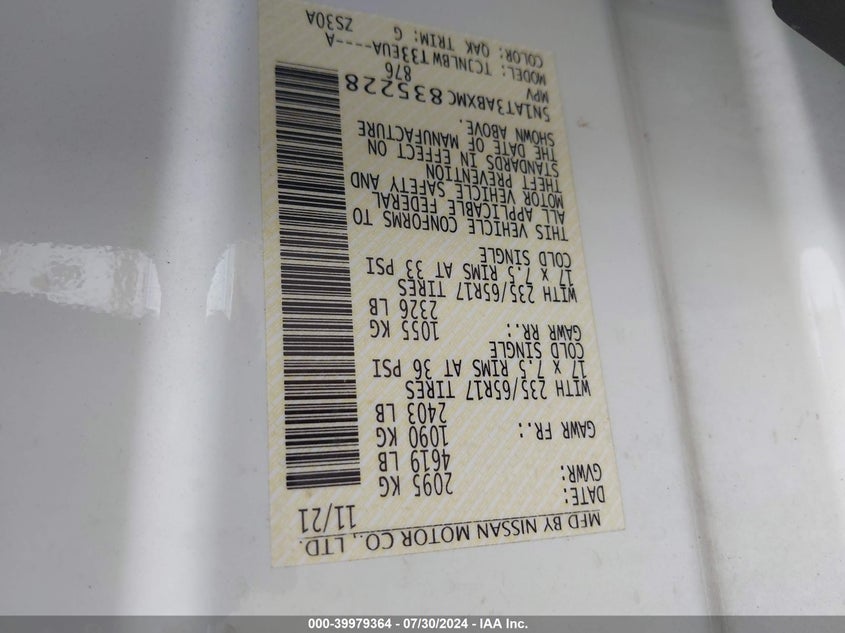 MFD BY NISSAN MOTOR CO., LTD.
DATE: 11/21
GVWR: 2095 KG
4619 LB
GAWR FR.: 1090 KG
2403 LB
WITH 235/65R17 TIRES
17 X 7.5 RIMS AT 36 PSI
COLD SINGLE
GAWR RR.: 1055 KG
2326 LB
WITH 235/65R17 TIRES
17 X 7.5 RIMS AT 33 PSI
COLD SINGLE
THIS VEHICLE CONFORMS TO
ALL APPLICABLE FEDERAL
MOTOR VEHICLE SAFETY AND
THEFT PREVENTION
STANDARDS IN EFFECT ON
THE DATE OF MANUFACTURE
SHOWN ABOVE.
5N1AT3ABXMC835228
MPV 876
MODEL: TCJNLBWT33EUA----A
COLOR: QAK TRIM: G ZS30A
000-39979364 - 07/30/2024 - IAA Inc.